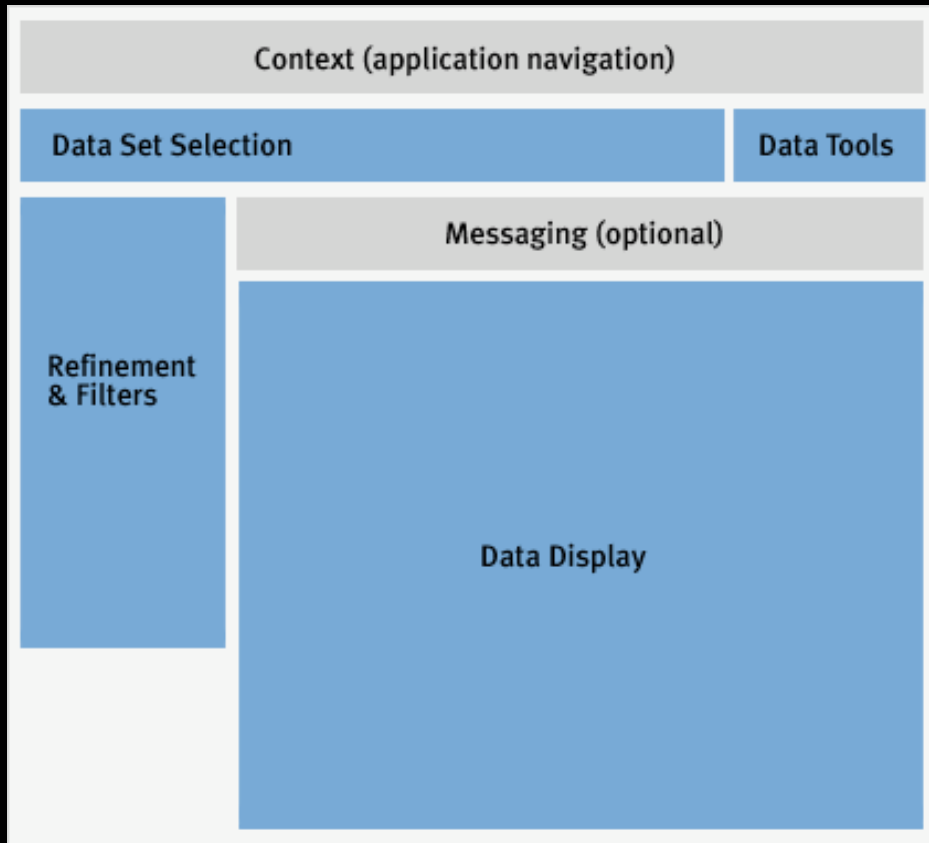 Context (application navigation)
Data Set Selection
Data Tools
Messaging (optional)
Refinement
& Filters
Data Display